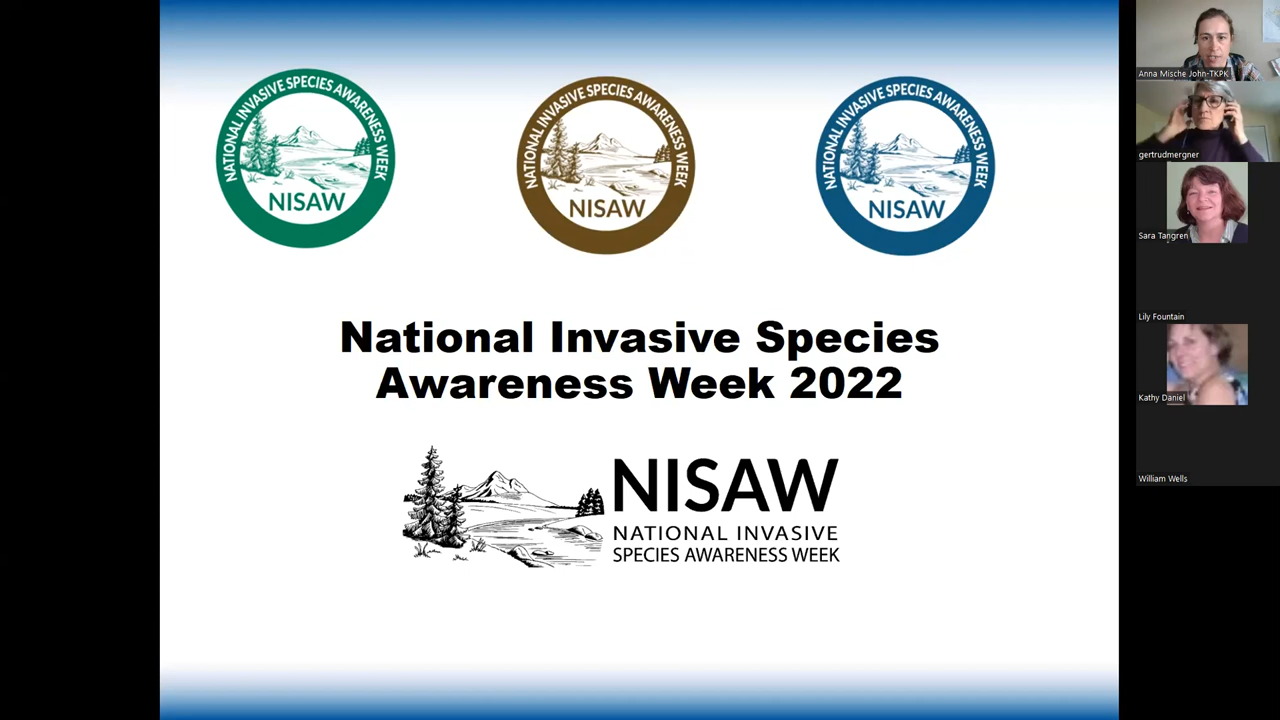 NATIONAL INVASIVE SPECIES AWARENESS WEEK
NISAW
NATIONAL INVASIVE SPECIES AWARENESS WEEK
NISAW
NATIONAL INVASIVE SPECIES AWARENESS WEEK
NISAW
National Invasive Species
Awareness Week 2022
NISAW
NATIONAL INVASIVE
SPECIES AWARENESS WEEK
Anna Mische John-TKPK
gertrudmergner
Sara Tangren
Lily Fountain
Kathy Daniel
William Wells